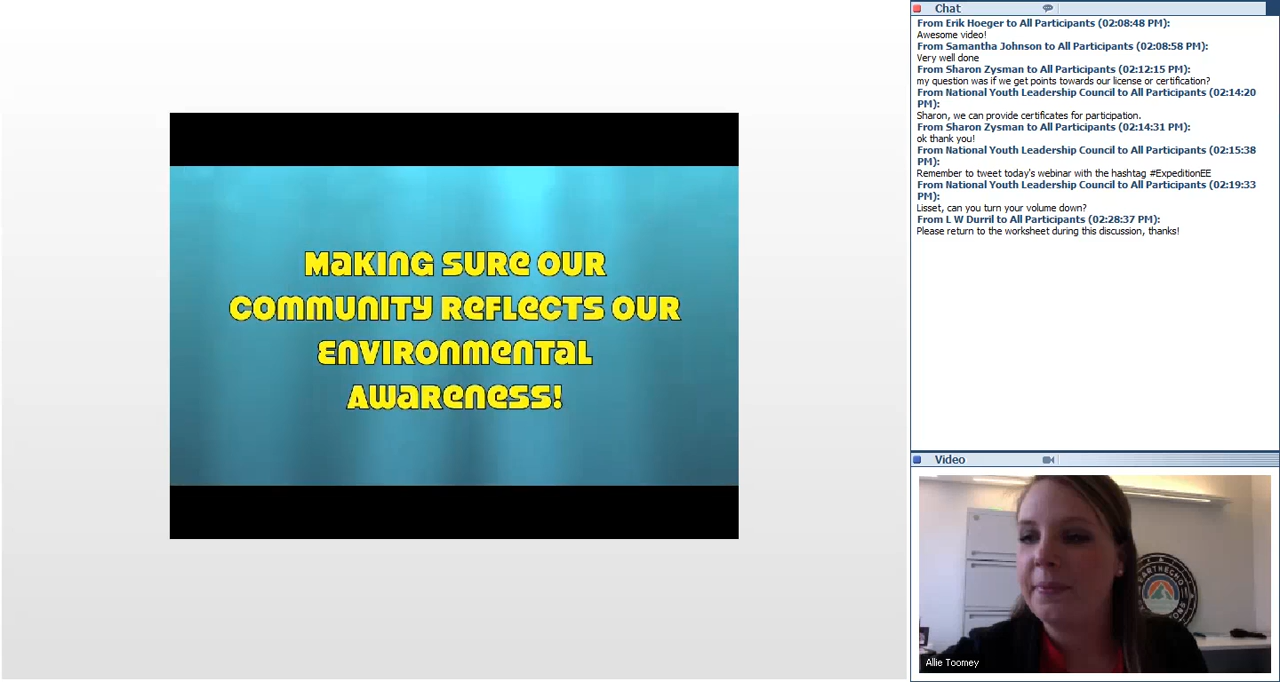 Making Sure Our
Community Reflects Our
Environmental
Awareness!
Chat
From Erik Hoeger to All Participants (02:08:48 PM):
Awesome video!
From Samantha Johnson to All Participants (02:08:58 PM):
Very well done
From Sharon Zysman to All Participants (02:12:15 PM):
my question was if we get points towards our license or certification?
From National Youth Leadership Council to All Participants (02:14:20
PM):
Sharon, we can provide certificates for participation.
From Sharon Zysman to All Participants (02:14:31 PM):
ok thank you!
From National Youth Leadership Council to All Participants (02:15:38
PM):
Remember to tweet today's webinar with the hashtag #ExpeditionEE
From National Youth Leadership Council to All Participants (02:19:33
PM):
Lisset, can you turn your volume down?
From L W Durril to All Participants (02:28:37 PM):
Please return to the worksheet during this discussion, thanks!
Video
Allie Toomey